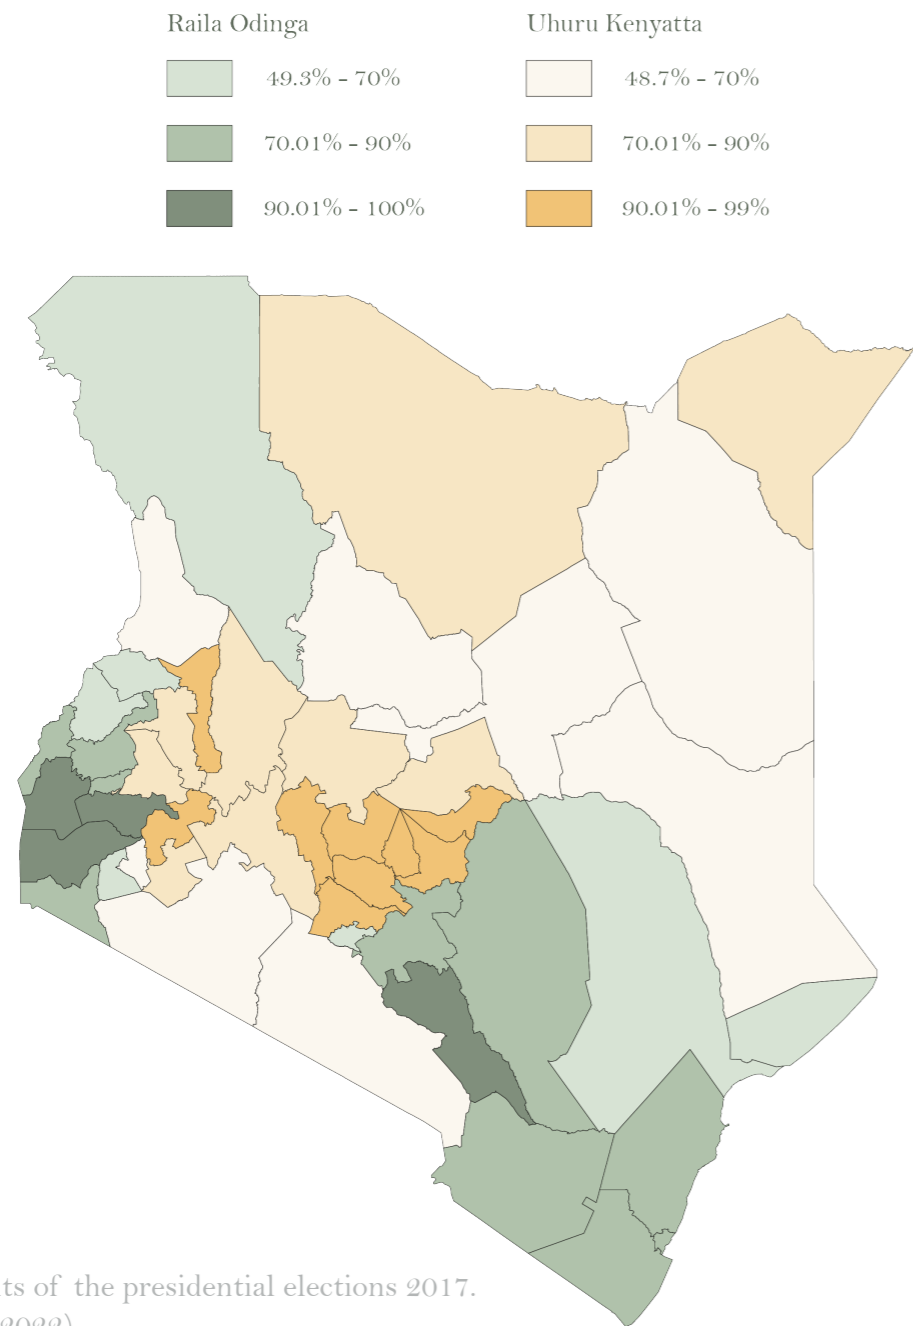 Raila Odinga Uhuru Kenyatta
49.3% - 70% 48.7% - 70%
70.01% - 90% 70.01% - 90%
90.01% - 100% 90.01% - 99%
ts of the presidential elections 2017.
2022)